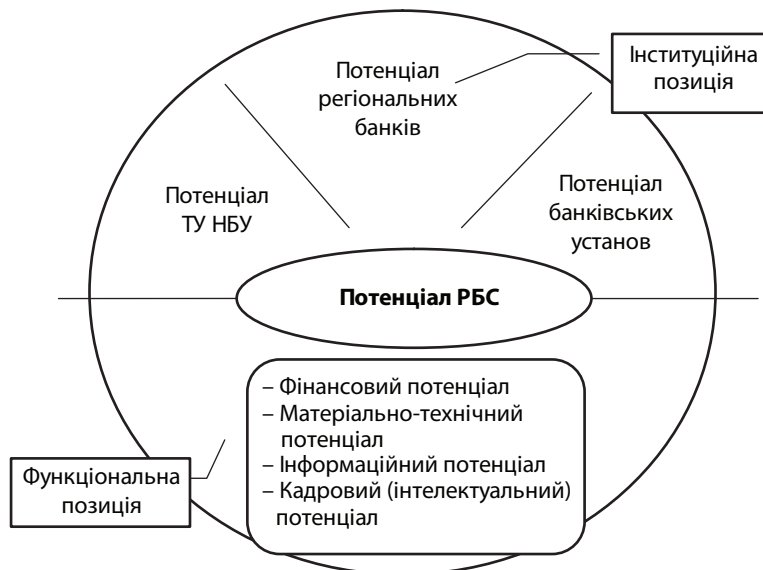 Потенціал
регіональних
банків
Інституційна
позиція
Потенціал
ТУ НБУ
Потенціал
банківських
установ
Потенціал РБС
– Фінансовий потенціал
– Матеріально-технічний
потенціал
– Інформаційний потенціал
– Кадровий (інтелектуальний)
потенціал
Функціональна
позиція